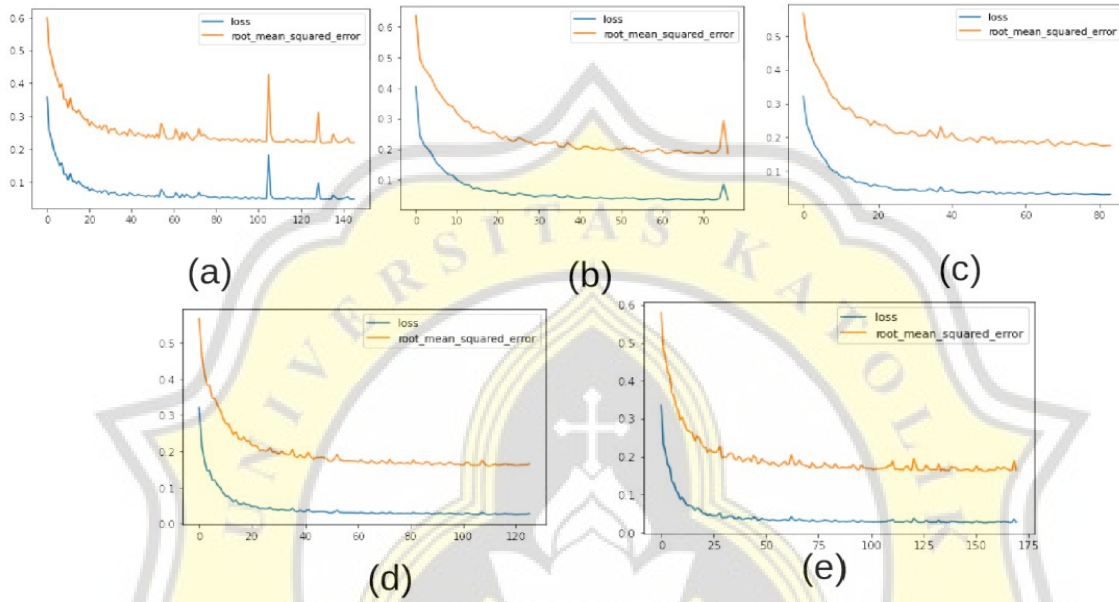 loss
root_mean_squared_error
0.6
0.5
0.4
0.3
0.2
0.1
0 20 40 60 80 100 120 140
(a)
loss
root_mean_squared_error
0.6
0.5
0.4
0.3
0.2
0.1
0 10 20 30 40 50 60 70
(b)
loss
root_mean_squared_error
0.5
0.4
0.3
0.2
0.1
0 20 40 60 80
(c)
UNIVERSITAS KATOLIK
loss
root_mean_squared_error
0.5
0.4
0.3
0.2
0.1
0.0
0 20 40 60 80 100 120
(d)
loss
root_mean_squared_error
0.6
0.5
0.4
0.3
0.2
0.1
0.0
0 25 50 75 100 125 150 175
(e)